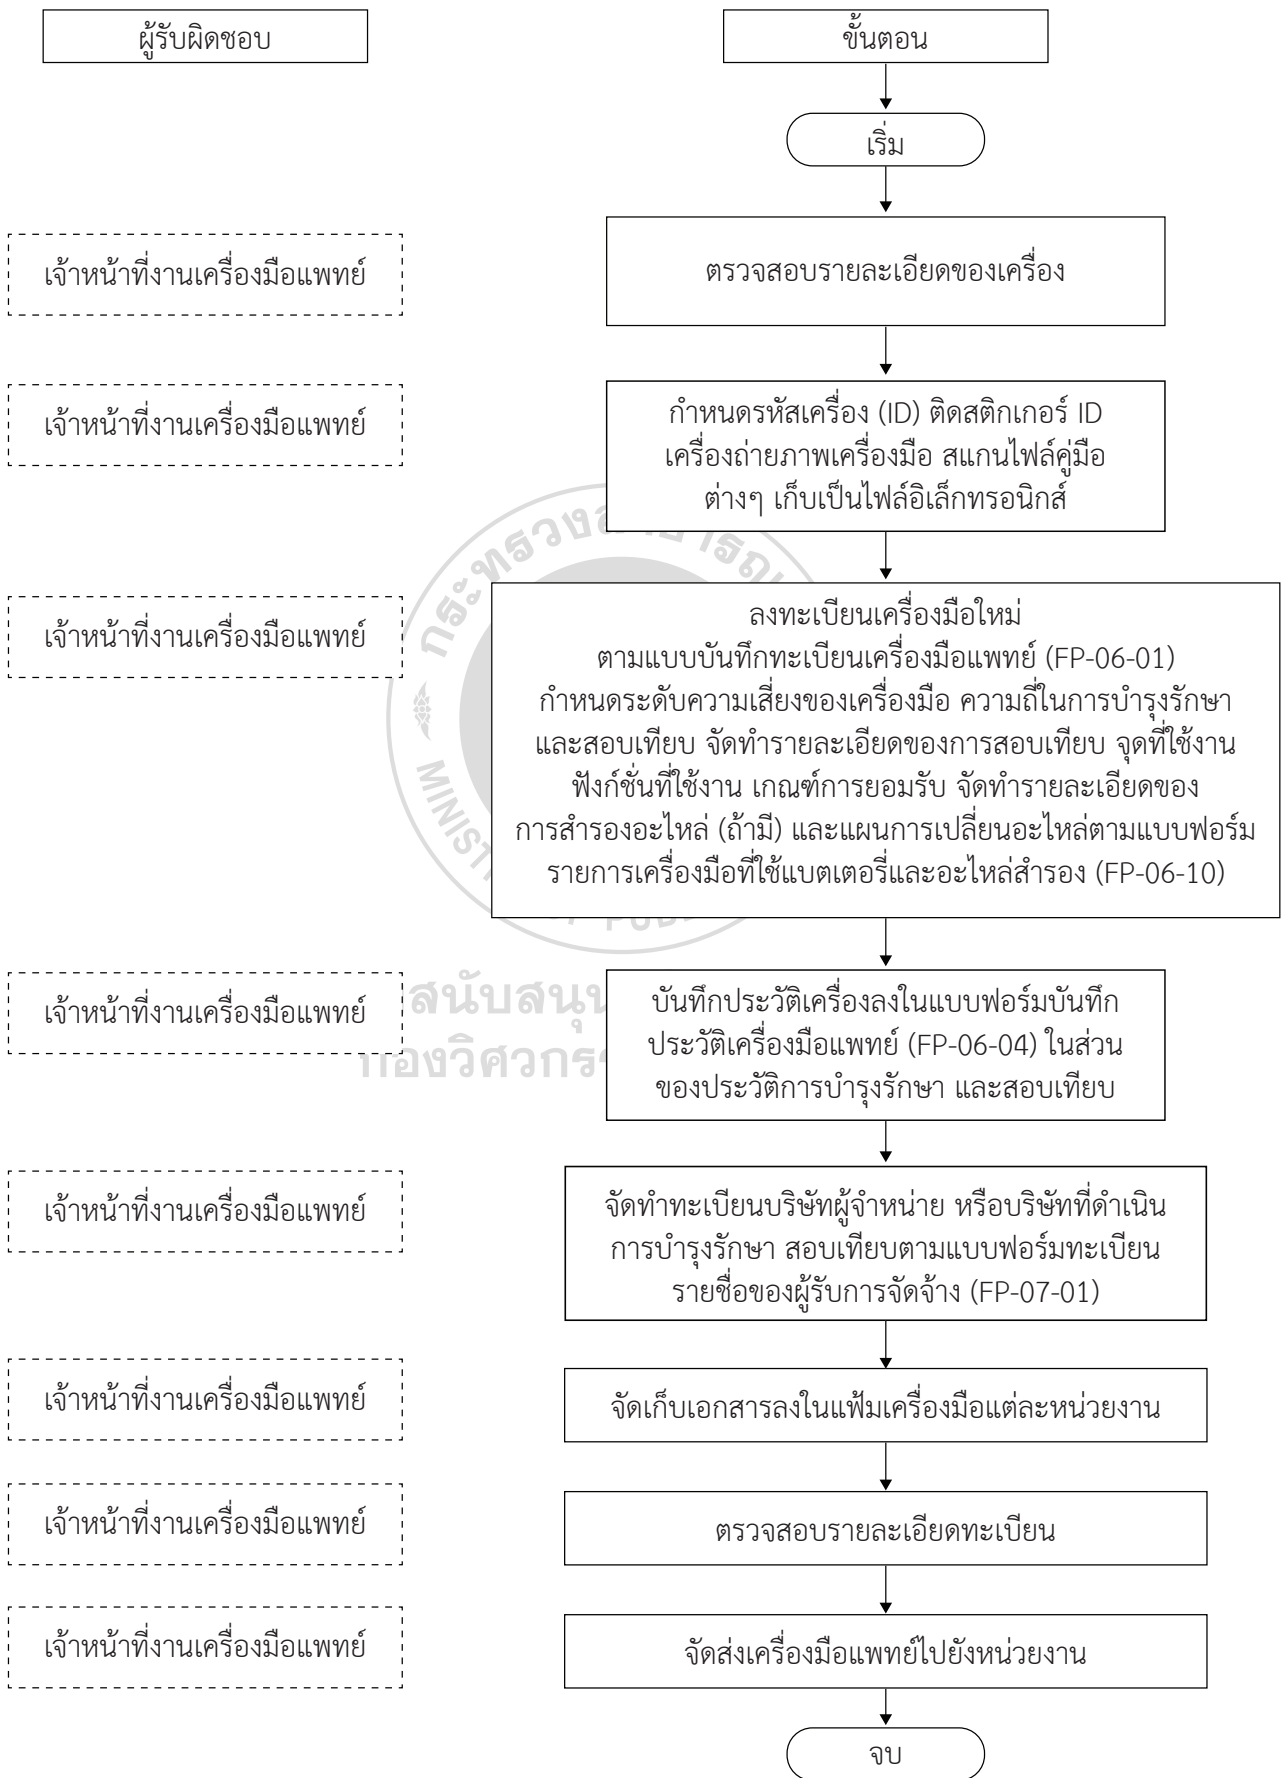 ผู้รับผิดชอบ
ขั้นตอน
เริ่ม
เจ้าหน้าที่งานเครื่องมือแพทย์
ตรวจสอบรายละเอียดของเครื่อง
เจ้าหน้าที่งานเครื่องมือแพทย์
กำหนดรหัสเครื่อง (ID) ติดสติกเกอร์ ID
เครื่องถ่ายภาพเครื่องมือ สแกนไฟล์คู่มือ
ต่างๆ เก็บเป็นไฟล์อิเล็กทรอนิกส์
เจ้าหน้าที่งานเครื่องมือแพทย์
ลงทะเบียนเครื่องมือใหม่
ตามแบบบันทึกทะเบียนเครื่องมือแพทย์ (FP-06-01)
กำหนดระดับความเสี่ยงของเครื่องมือ ความถี่ในการบำรุงรักษา
และสอบเทียบ จัดทำรายละเอียดของการสอบเทียบ จุดที่ใช้งาน
ฟังก์ชั่นที่ใช้งาน เกณฑ์การยอมรับ จัดทำรายละเอียดของ
การสำรองอะไหล่ (ถ้ามี) และแผนการเปลี่ยนอะไหล่ตามแบบฟอร์ม
รายการเครื่องมือที่ใช้แบตเตอรี่และอะไหล่สำรอง (FP-06-10)
เจ้าหน้าที่งานเครื่องมือแพทย์
บันทึกประวัติเครื่องลงในแบบฟอร์มบันทึก
ประวัติเครื่องมือแพทย์ (FP-06-04) ในส่วน
ของประวัติการบำรุงรักษา และสอบเทียบ
เจ้าหน้าที่งานเครื่องมือแพทย์
จัดทำทะเบียนบริษัทผู้จำหน่าย หรือบริษัทที่ดำเนิน
การบำรุงรักษา สอบเทียบตามแบบฟอร์มทะเบียน
รายชื่อของผู้รับการจัดจ้าง (FP-07-01)
เจ้าหน้าที่งานเครื่องมือแพทย์
จัดเก็บเอกสารลงในแฟ้มเครื่องมือแต่ละหน่วยงาน
เจ้าหน้าที่งานเครื่องมือแพทย์
ตรวจสอบรายละเอียดทะเบียน
เจ้าหน้าที่งานเครื่องมือแพทย์
จัดส่งเครื่องมือแพทย์ไปยังหน่วยงาน
จบ